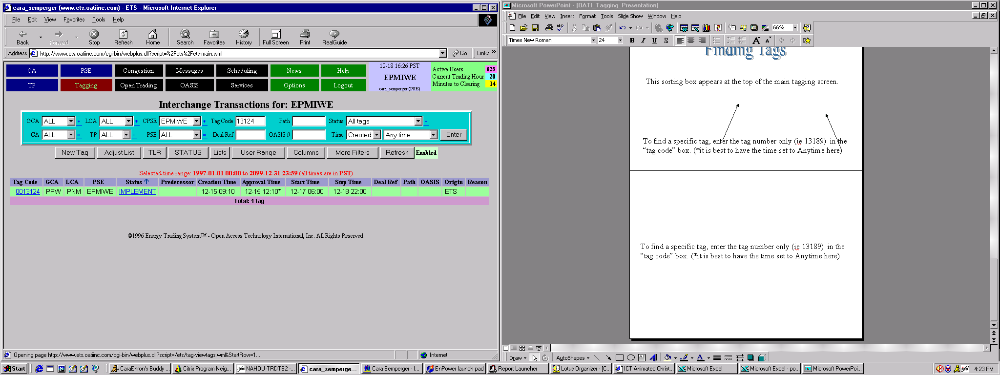 cara_semperger (www.ets.oatiinc.com) - ETS - Microsoft Internet Explorer
File Edit View Favorites Tools Help
Back Forward Stop Refresh Home Search Favorites History Full Screen Print RealGuide
Address http://www.ets.oatiinc.com/cgi-bin/webplus.dll?script=%2Fets%2Fets-main.wml Go Links »
CA PSE Congestion Messages Scheduling News Help
TP Tagging Open Trading OASIS Services Options Logout
12-18 16:26 PST
EPMIWE
cara_semperger (PSE)
Active Users 625
Current Trading Hour 20
Minutes to Clearing 14
Interchange Transactions for: EPMIWE
GCA ALL * LCA ALL * CPSE EPMIWE * Tag Code 13124 Path Status All tags *
CA ALL * TP ALL * PSE ALL * Deal Ref OASIS # Time Created Any time Enter
New Tag Adjust List TLR STATUS Lists User Range Columns More Filters Refresh Enabled
Selected time range: 1997-01-01 00:00 to 2099-12-31 23:59 (all times are in PST)
Tag Code GCA LCA PSE Status Predecessor Creation Time Approval Time Start Time Stop Time Deal Ref Path OASIS Origin Reason
0013124 PPW PNM EPMIWE IMPLEMENT 12-15 09:10 12-15 12:10* 12-17 06:00 12-18 22:00 ETS
Total: 1 tag
©1996 Energy Trading System™ - Open Access Technology International, Inc. All Rights Reserved.
Opening page http://www.ets.oatiinc.com/cgi-bin/webplus.dll?script=/ets/tag-viewtags.wml&StartRow=1... Internet
Microsoft PowerPoint - [OATI_Tagging_Presentation]
File Edit View Insert Format Tools Slide Show Window Help
66%
Times New Roman 24 B I U S
Finding Tags
This sorting box appears at the top of the main tagging screen.
To find a specific tag, enter the tag number only (ie 13189) in the
“tag code” box. (*it is best to have the time set to Anytime here)
To find a specific tag, enter the tag number only (ie 13189) in the
“tag code” box. (*it is best to have the time set to Anytime here)
Draw AutoShapes
Start CaraEnron's Buddy ... Citrix Program Neig... NAHOU-TRDTS2 -... cara_semperge... Cara Semperger - I... EnPower launch pad Report Launcher Lotus Organizer - [C... ICT Animated Christ... Microsoft Excel Microsoft Excel - po... Microsoft PowerPoi... 4:23 PM